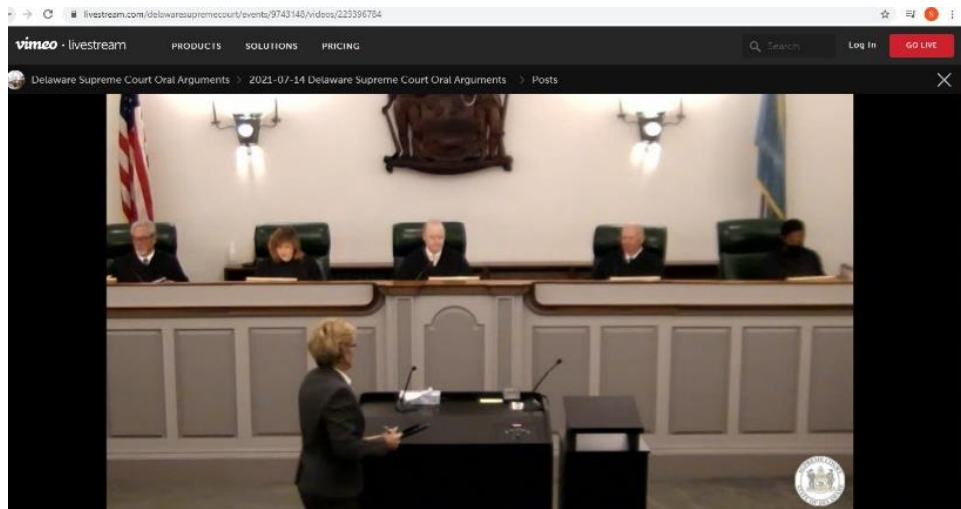 livestream.com/delawaresupremecourt/events/9743148/videos/223396784
vimeo · livestream PRODUCTS SOLUTIONS PRICING Search Log In GO LIVE
Delaware Supreme Court Oral Arguments > 2021-07-14 Delaware Supreme Court Oral Arguments > Posts